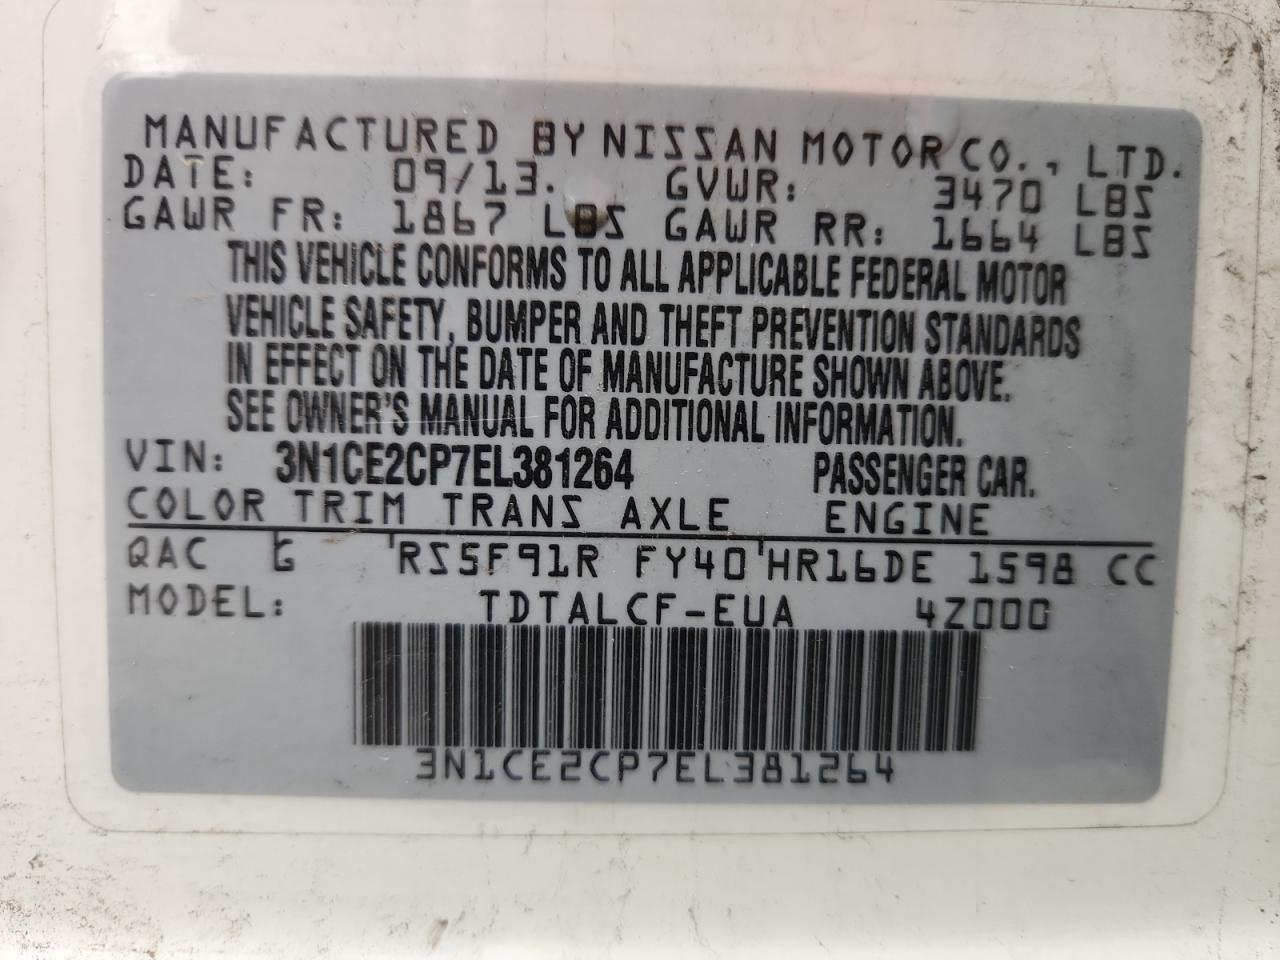 MANUFACTURED BY NISSAN MOTOR CO., LTD.
DATE: 09/13. GVWR: 3470 LBS
GAWR FR: 1867 LBS GAWR RR: 1664 LBS
THIS VEHICLE CONFORMS TO ALL APPLICABLE FEDERAL MOTOR
VEHICLE SAFETY, BUMPER AND THEFT PREVENTION STANDARDS
IN EFFECT ON THE DATE OF MANUFACTURE SHOWN ABOVE.
SEE OWNER'S MANUAL FOR ADDITIONAL INFORMATION.
VIN: 3N1CE2CP7EL381264 PASSENGER CAR.
COLOR TRIM TRANS AXLE ENGINE
QAC G RS5F91R FY40 HR16DE 1598 CC
MODEL: TDTALCF-EUA 4Z000
3N1CE2CP7EL381264